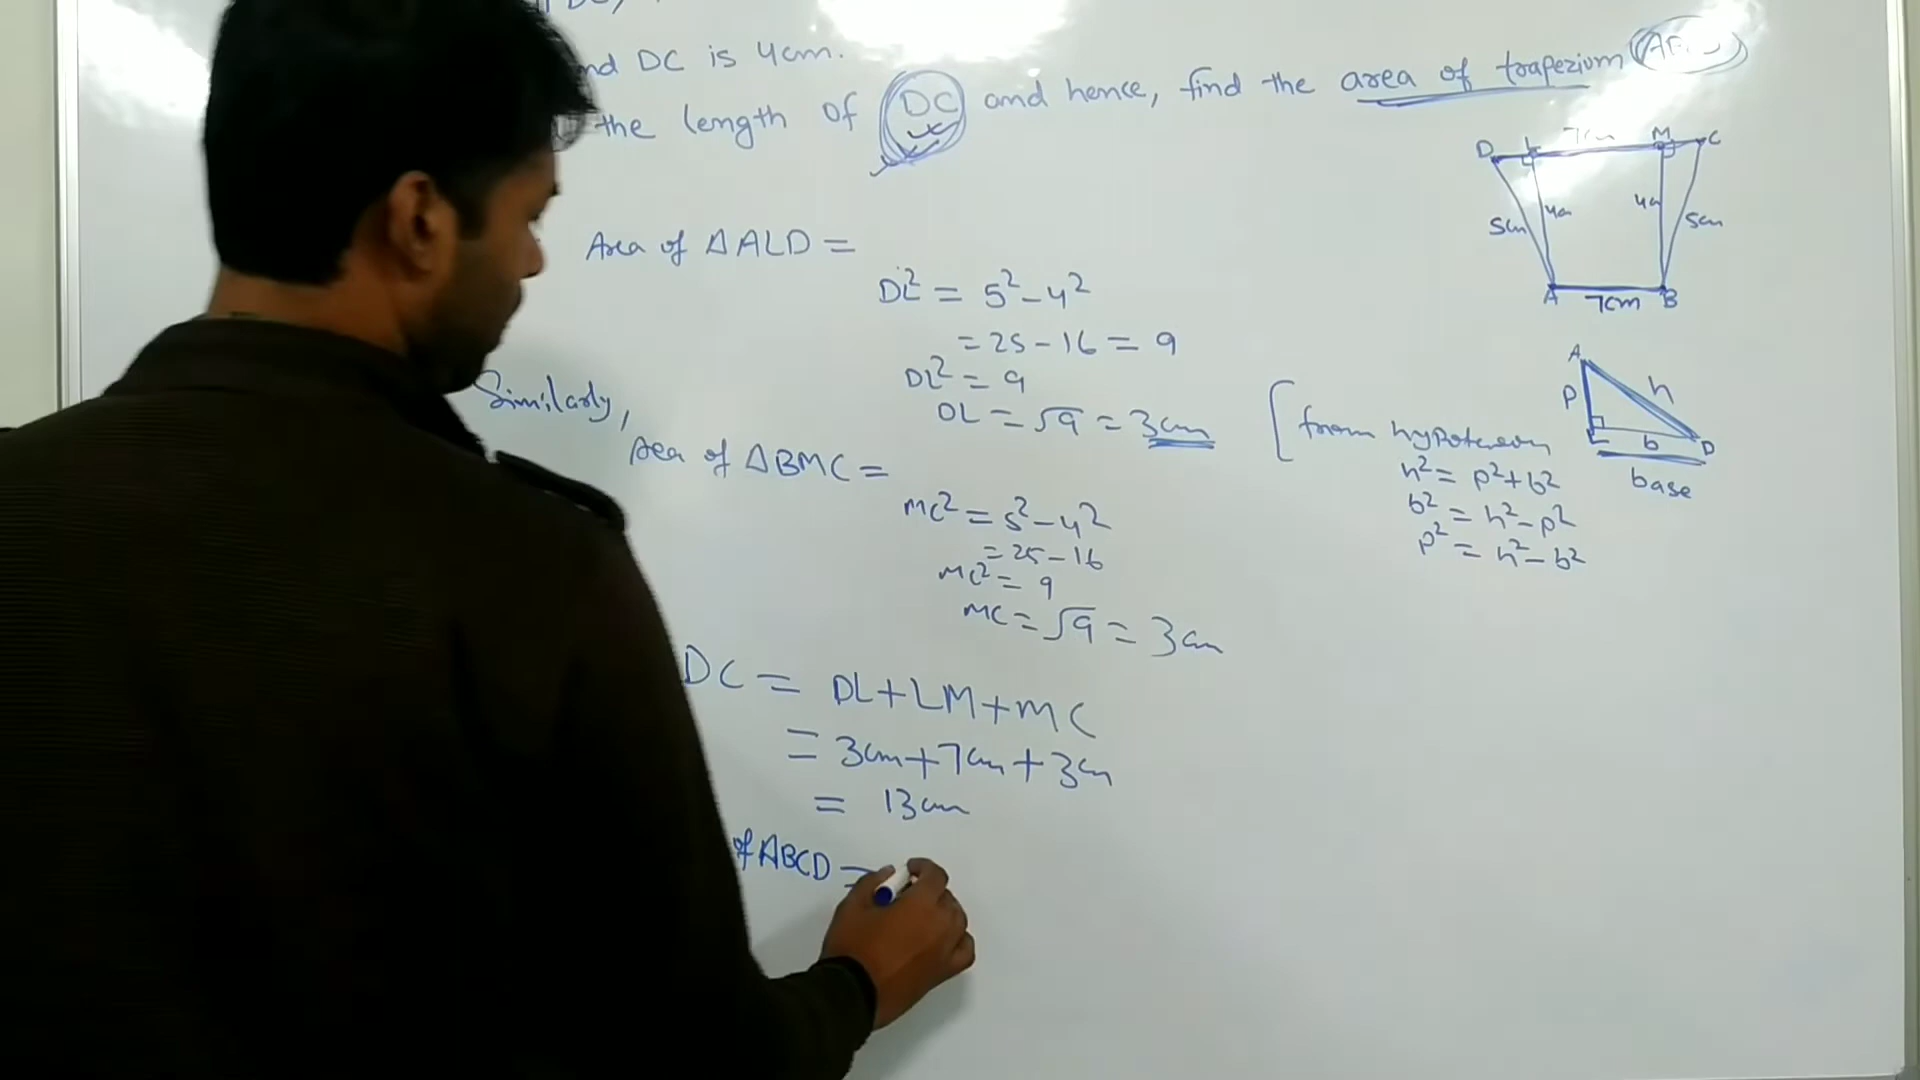 nd DC is 4cm.
the length of DC and hence, find the area of trapezium
D L 7cm M C
5cm 4cm 4cm 5cm
A 7cm B
Area of △ALD =
DL² = 5² - 4²
= 25 - 16 = 9
DL² = 9
DL = √9 = 3cm
Similarly,
Area of △BMC =
MC² = 5² - 4²
= 25 - 16
MC² = 9
MC = √9 = 3cm
A
P h
L b D
base
[from hypotenuse
h² = p² + b²
b² = h² - p²
p² = h² - b²
DC = DL + LM + MC
= 3cm + 7cm + 3cm
= 13cm
of ABCD =